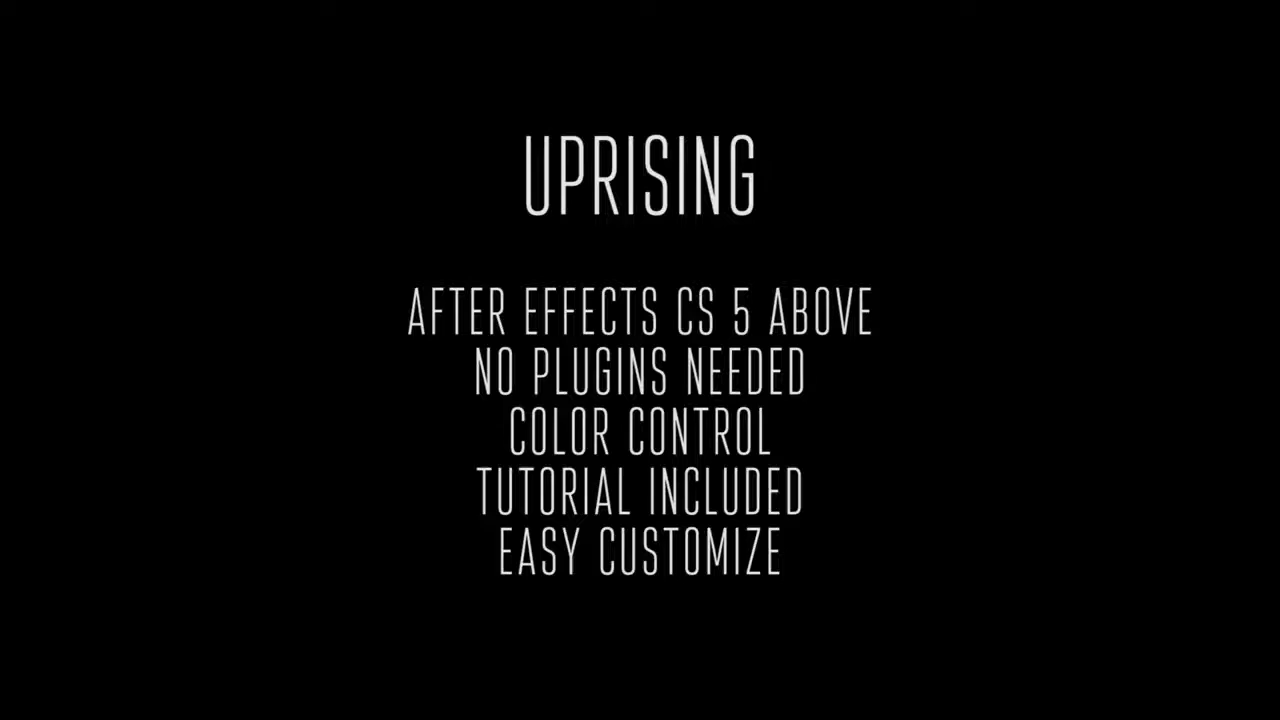 UPRISING
AFTER EFFECTS CS 5 ABOVE
NO PLUGINS NEEDED
COLOR CONTROL
TUTORIAL INCLUDED
EASY CUSTOMIZE